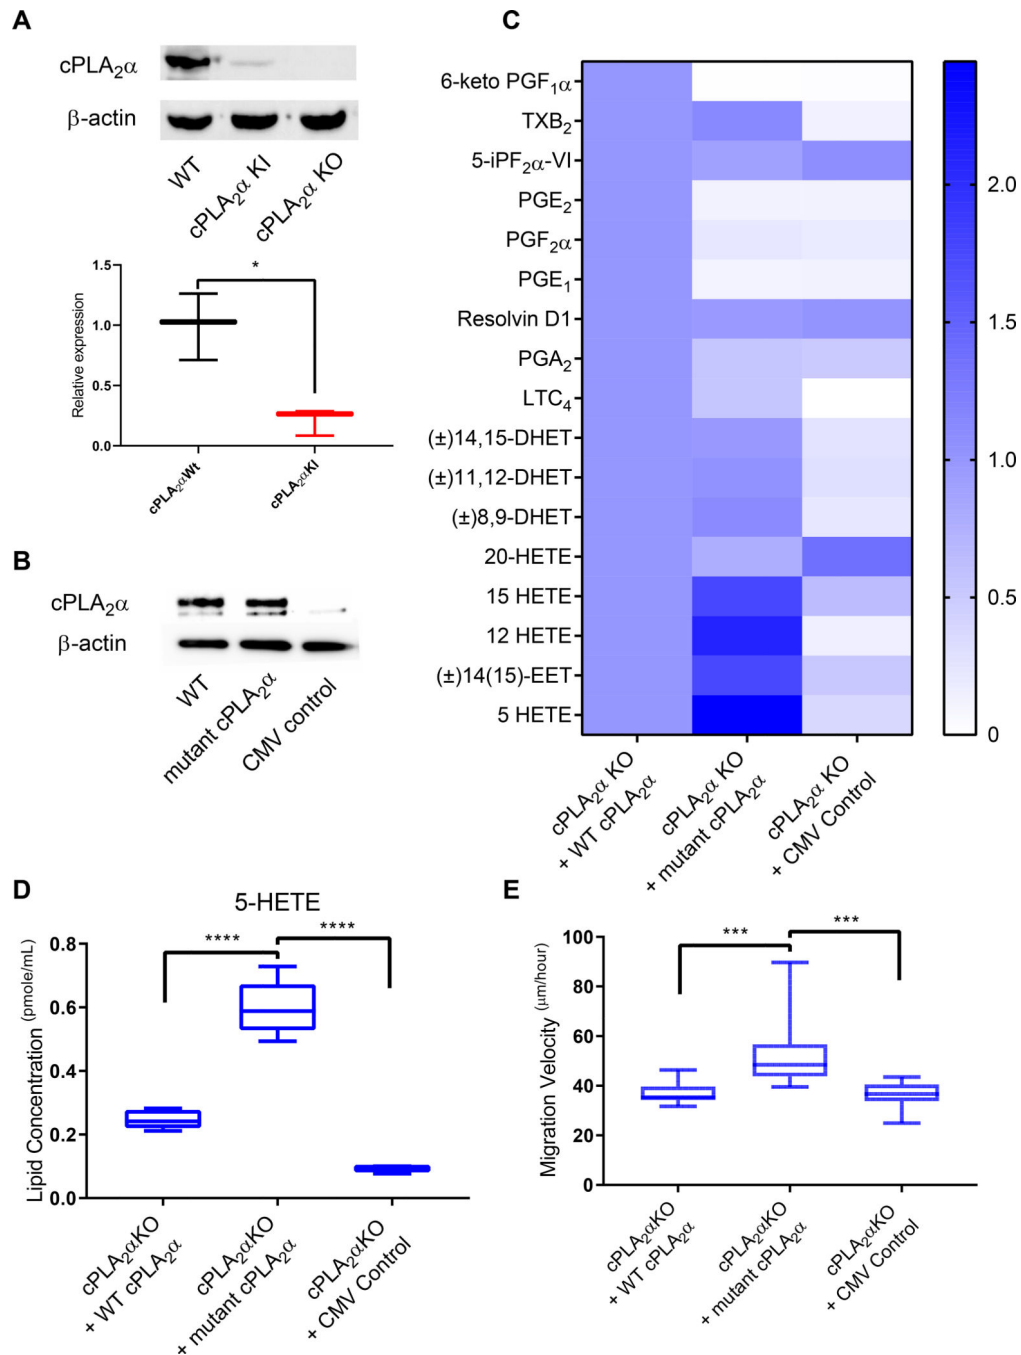 A
cPLA₂α
β-actin
WT
cPLA₂α KI
cPLA₂α KO
1.5
1.0
0.5
0.0
Relative expression
*
cPLA₂αWt
cPLA₂αKI
B
cPLA₂α
β-actin
WT
mutant cPLA₂α
CMV control
C
6-keto PGF₁α
TXB₂
5-iPF₂α-VI
PGE₂
PGF₂α
PGE₁
Resolvin D1
PGA₂
LTC₄
(±)14,15-DHET
(±)11,12-DHET
(±)8,9-DHET
20-HETE
15 HETE
12 HETE
(±)14(15)-EET
5 HETE
cPLA₂α KO
+ WT cPLA₂α
cPLA₂α KO
+ mutant cPLA₂α
cPLA₂α KO
+ CMV Control
2.0
1.5
1.0
0.5
0
D
5-HETE
****
****
Lipid Concentration (pmole/mL)
0.8
0.6
0.4
0.2
0.0
cPLA₂αKO
+ WT cPLA₂α
cPLA₂αKO
+ mutant cPLA₂α
cPLA₂αKO
+ CMV Control
E
***
***
Migration Velocity (μm/hour)
100
80
60
40
20
0
cPLA₂αKO
+ WT cPLA₂α
cPLA₂αKO
+ mutant cPLA₂α
cPLA₂αKO
+ CMV Control